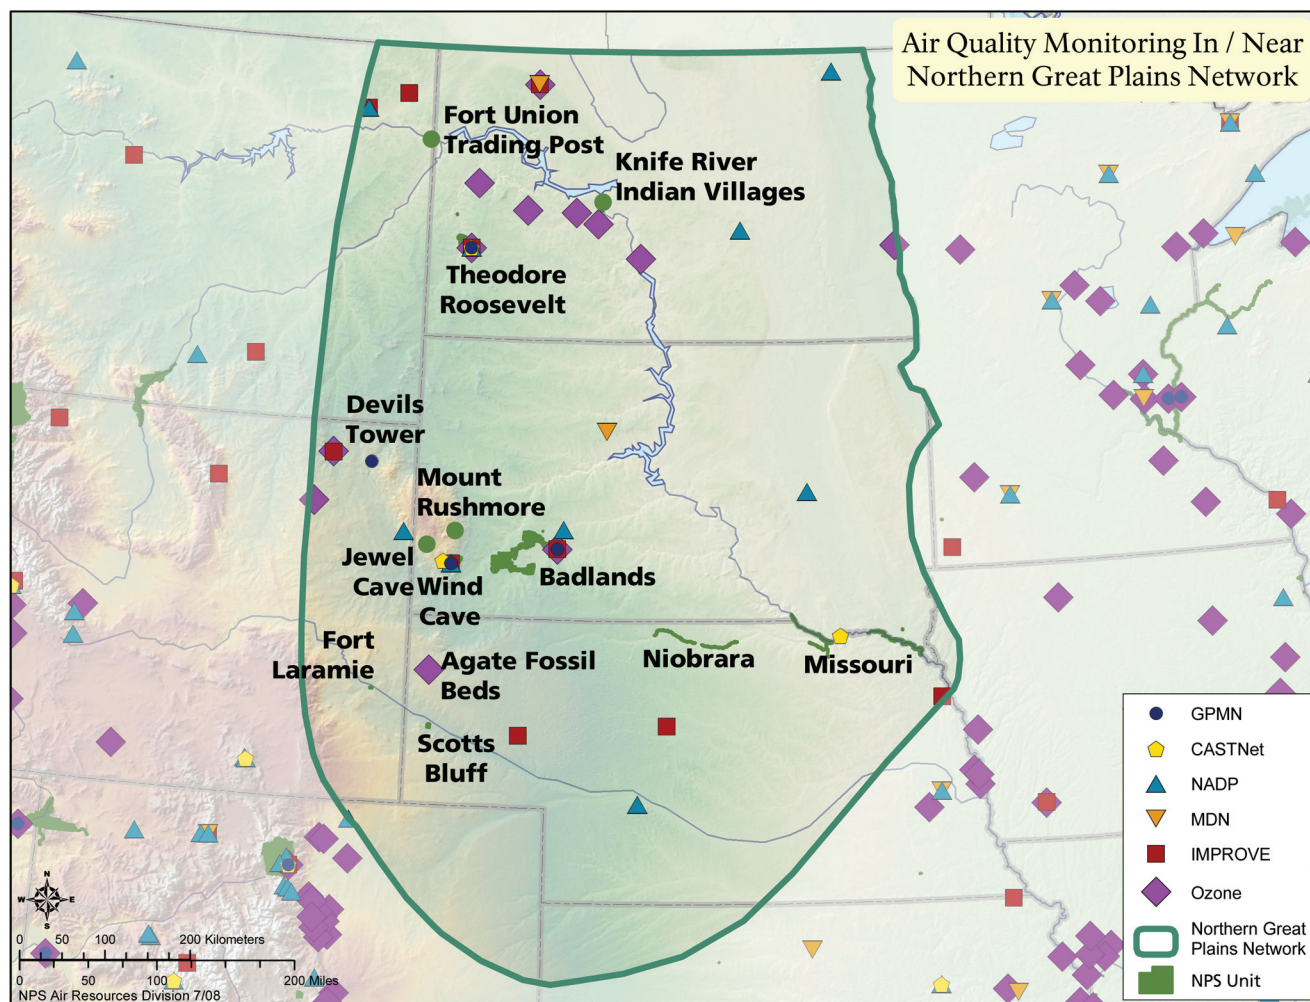 Air Quality Monitoring In / Near
Northern Great Plains Network
Fort Union
Trading Post
Knife River
Indian Villages
Theodore
Roosevelt
Devils
Tower
Mount
Rushmore
Jewel
Cave
Wind
Cave
Badlands
Fort
Laramie
Agate Fossil
Beds
Niobrara
Missouri
Scotts
Bluff
GPMN
CASTNet
NADP
MDN
IMPROVE
Ozone
Northern Great
Plains Network
NPS Unit
N
W E
S
0 50 100 200 Kilometers
0 50 100 200 Miles
NPS Air Resources Division 7/08